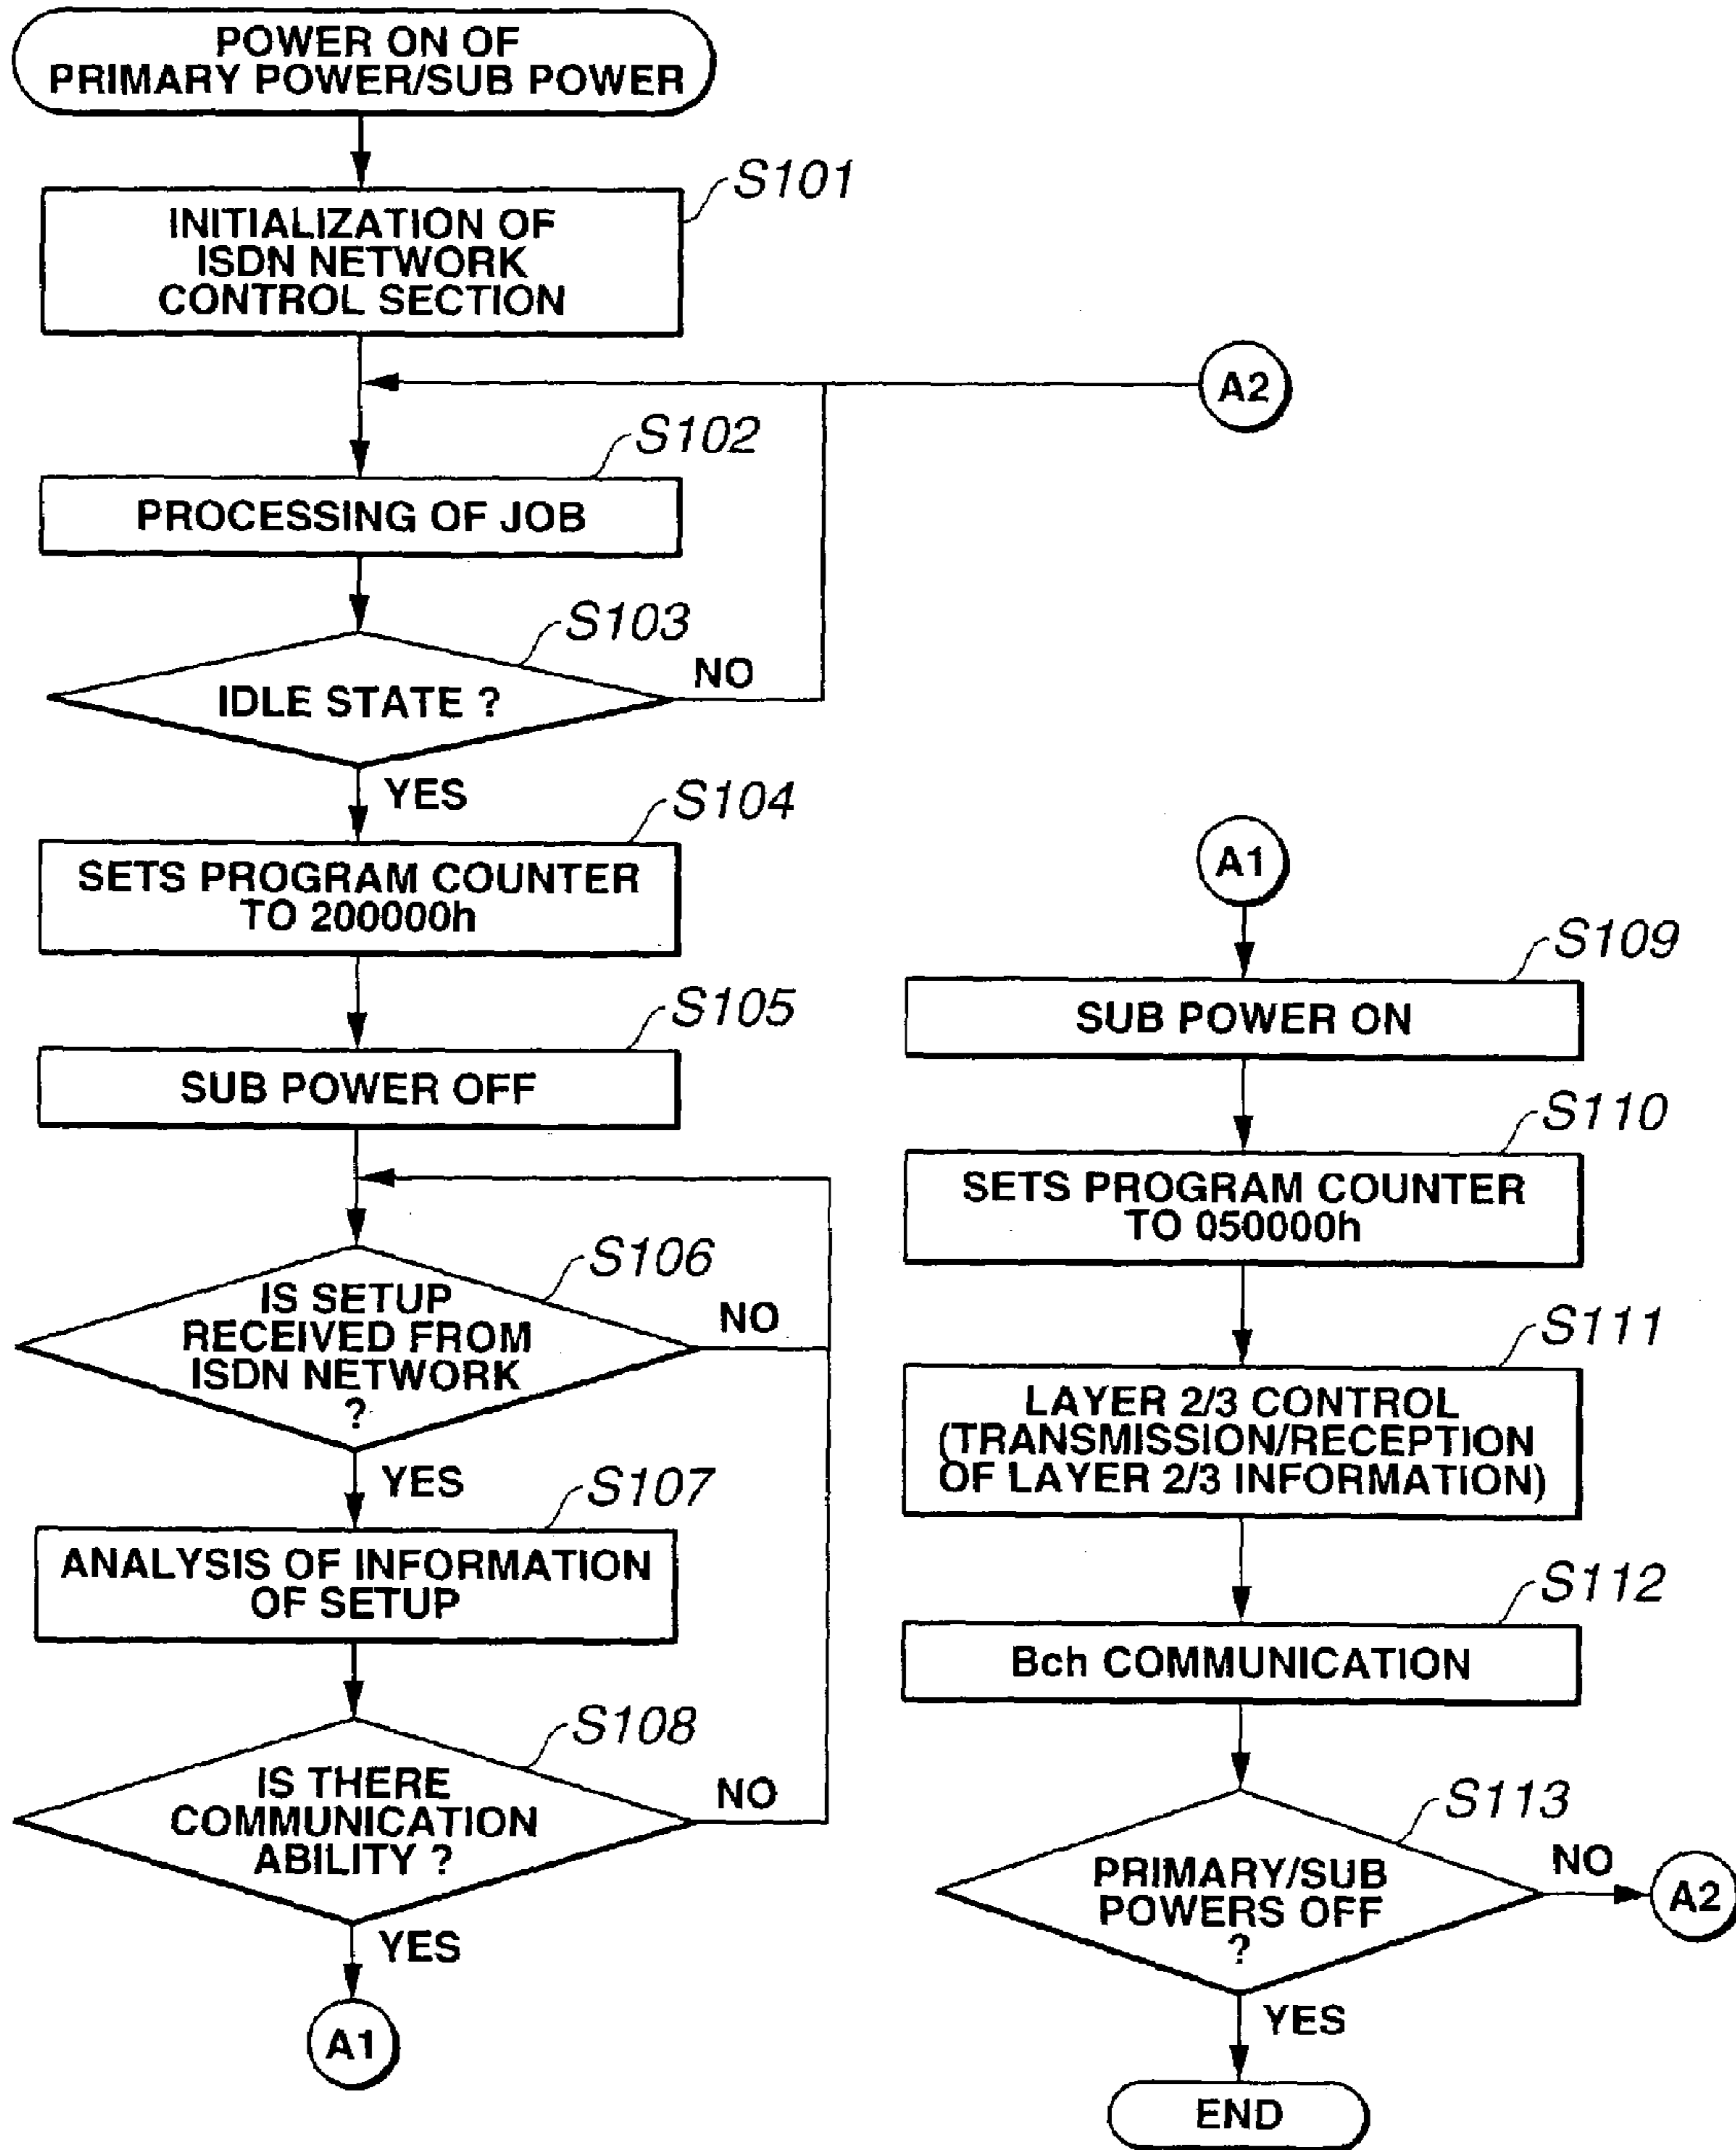 POWER ON OF
PRIMARY POWER/SUB POWER
S101
INITIALIZATION OF
ISDN NETWORK
CONTROL SECTION
A2
S102
PROCESSING OF JOB
S103
IDLE STATE ?
NO
YES
S104
SETS PROGRAM COUNTER
TO 200000h
S105
SUB POWER OFF
S106
IS SETUP
RECEIVED FROM
ISDN NETWORK
?
NO
YES
S107
ANALYSIS OF INFORMATION
OF SETUP
S108
IS THERE
COMMUNICATION
ABILITY ?
NO
YES
A1
A1
S109
SUB POWER ON
S110
SETS PROGRAM COUNTER
TO 050000h
S111
LAYER 2/3 CONTROL
(TRANSMISSION/RECEPTION
OF LAYER 2/3 INFORMATION)
S112
Bch COMMUNICATION
S113
PRIMARY/SUB
POWERS OFF
?
NO
A2
YES
END